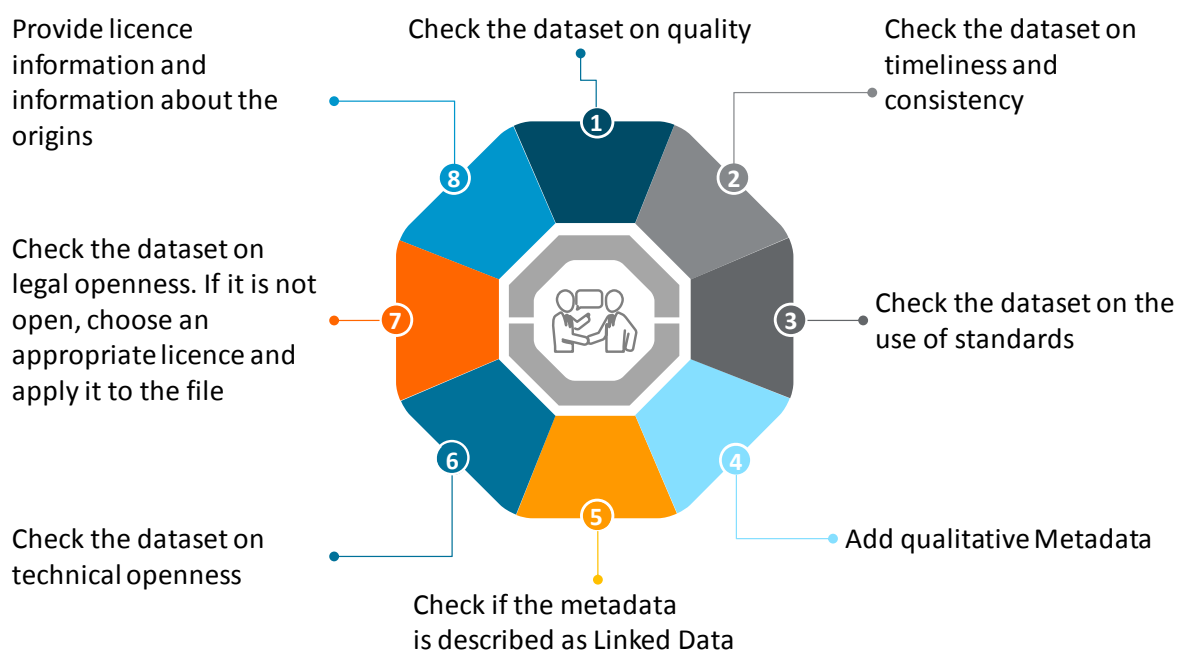 Check the dataset on quality
1
Check the dataset on
timeliness and
consistency
2
Check the dataset on the
use of standards
3
Add qualitative Metadata
4
Check if the metadata
is described as Linked Data
5
Check the dataset on
technical openness
6
Check the dataset on
legal openness. If it is not
open, choose an
appropriate licence and
apply it to the file
7
Provide licence
information and
information about the
origins
8